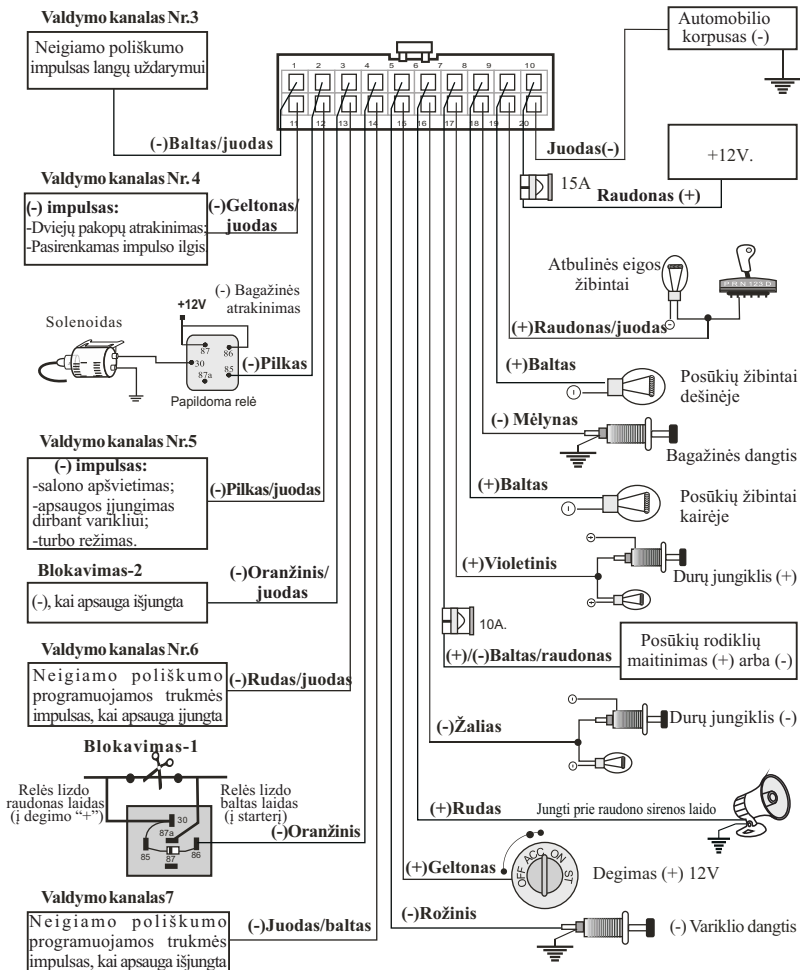 Valdymo kanalas Nr.3
Neigiamo poliškumo
impulsas langų uždarymui
(-)Baltas/juodas
Valdymo kanalas Nr. 4
(-) impulsas:
-Dviejų pakopų atrakinimas;
-Pasirenkamas impulso ilgis.
(-)Geltonas/
juodas
(-) Bagažinės
atrakinimas
+12V
Solenoidas
87
86
30
85
87a
(-)Pilkas
Papildoma relė
Valdymo kanalas Nr.5
(-) impulsas:
-salono apšvietimas;
-apsaugos įjungimas
dirbant varikliui;
-turbo režimas.
(-)Pilkas/juodas
Blokavimas-2
(-), kai apsauga išjungta
(-)Oranžinis/
juodas
Valdymo kanalas Nr.6
Neigiamo poliškumo
programuojamos trukmės
impulsas, kai apsauga įjungta
(-)Rudas/juodas
Blokavimas-1
Relės lizdo
raudonas laidas
(į degimo “+”)
Relės lizdo
baltas laidas
(į starterį)
30
87a
85
87
86
(-)Oranžinis
Valdymo kanalas7
Neigiamo poliškumo
programuojamos trukmės
impulsas, kai apsauga išjungta
(-)Juodas/baltas
1 2 3 4 5 6 7 8 9 10
11 12 13 14 15 16 17 18 19 20
Automobilio
korpusas (-)
Juodas(-)
+12V.
15A
Raudonas (+)
Atbulinės eigos
žibintai
P R N 1 2 3 D
(+)Raudonas/juodas
(+)Baltas
Posūkių žibintai
dešinėje
(-) Mėlynas
Bagažinės dangtis
(+)Baltas
Posūkių žibintai
kairėje
(+)Violetinis
Durų jungiklis (+)
10A.
(+)/(-)Baltas/raudonas
Posūkių rodiklių
maitinimas (+) arba (-)
(-)Žalias
Durų jungiklis (-)
(+)Rudas
Jungti prie raudono sirenos laido
(+)Geltonas
OFF ACC ON ST
Degimas (+) 12V
(-)Rožinis
(-) Variklio dangtis